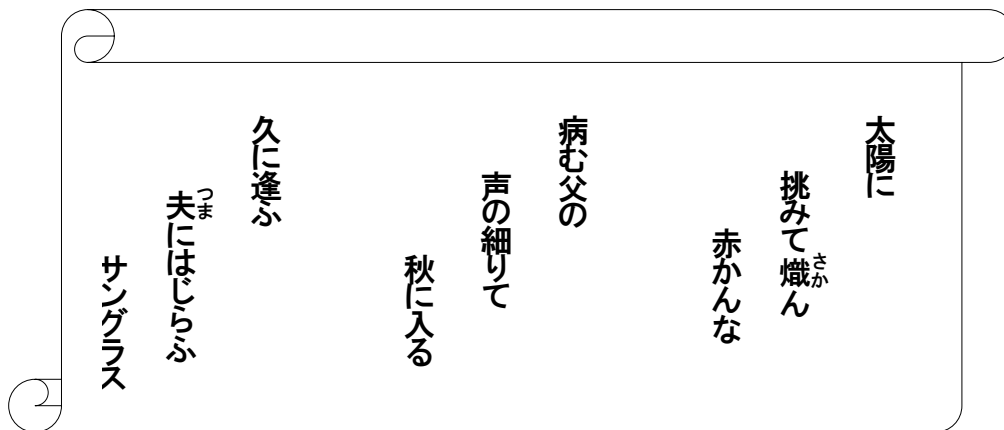 太陽に
挑みて熾ん
赤かんな
病む父の
声の細りて
秋に入る
久に逢ふ
夫にはじらふ
サングラス